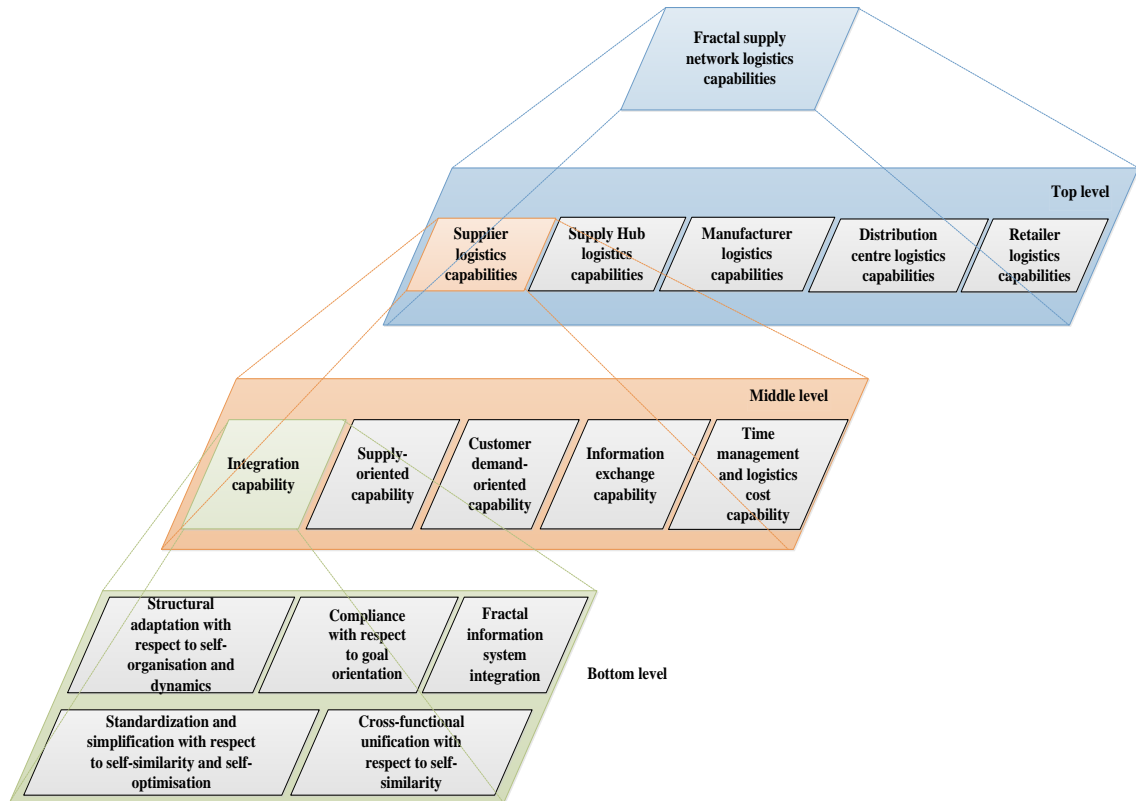 Fractal supply
network logistics
capabilities
Top level
Supplier
logistics
capabilities
Supply Hub
logistics
capabilities
Manufacturer
logistics
capabilities
Distribution
centre logistics
capabilities
Retailer
logistics
capabilities
Middle level
Integration
capability
Supply-
oriented
capability
Customer
demand-
oriented
capability
Information
exchange
capability
Time
management
and logistics
cost
capability
Structural
adaptation with
respect to self-
organisation and
dynamics
Compliance
with respect
to goal
orientation
Fractal
information
system
integration
Bottom level
Standardization and
simplification with respect
to self-similarity and self-
optimisation
Cross-functional
unification with
respect to self-
similarity